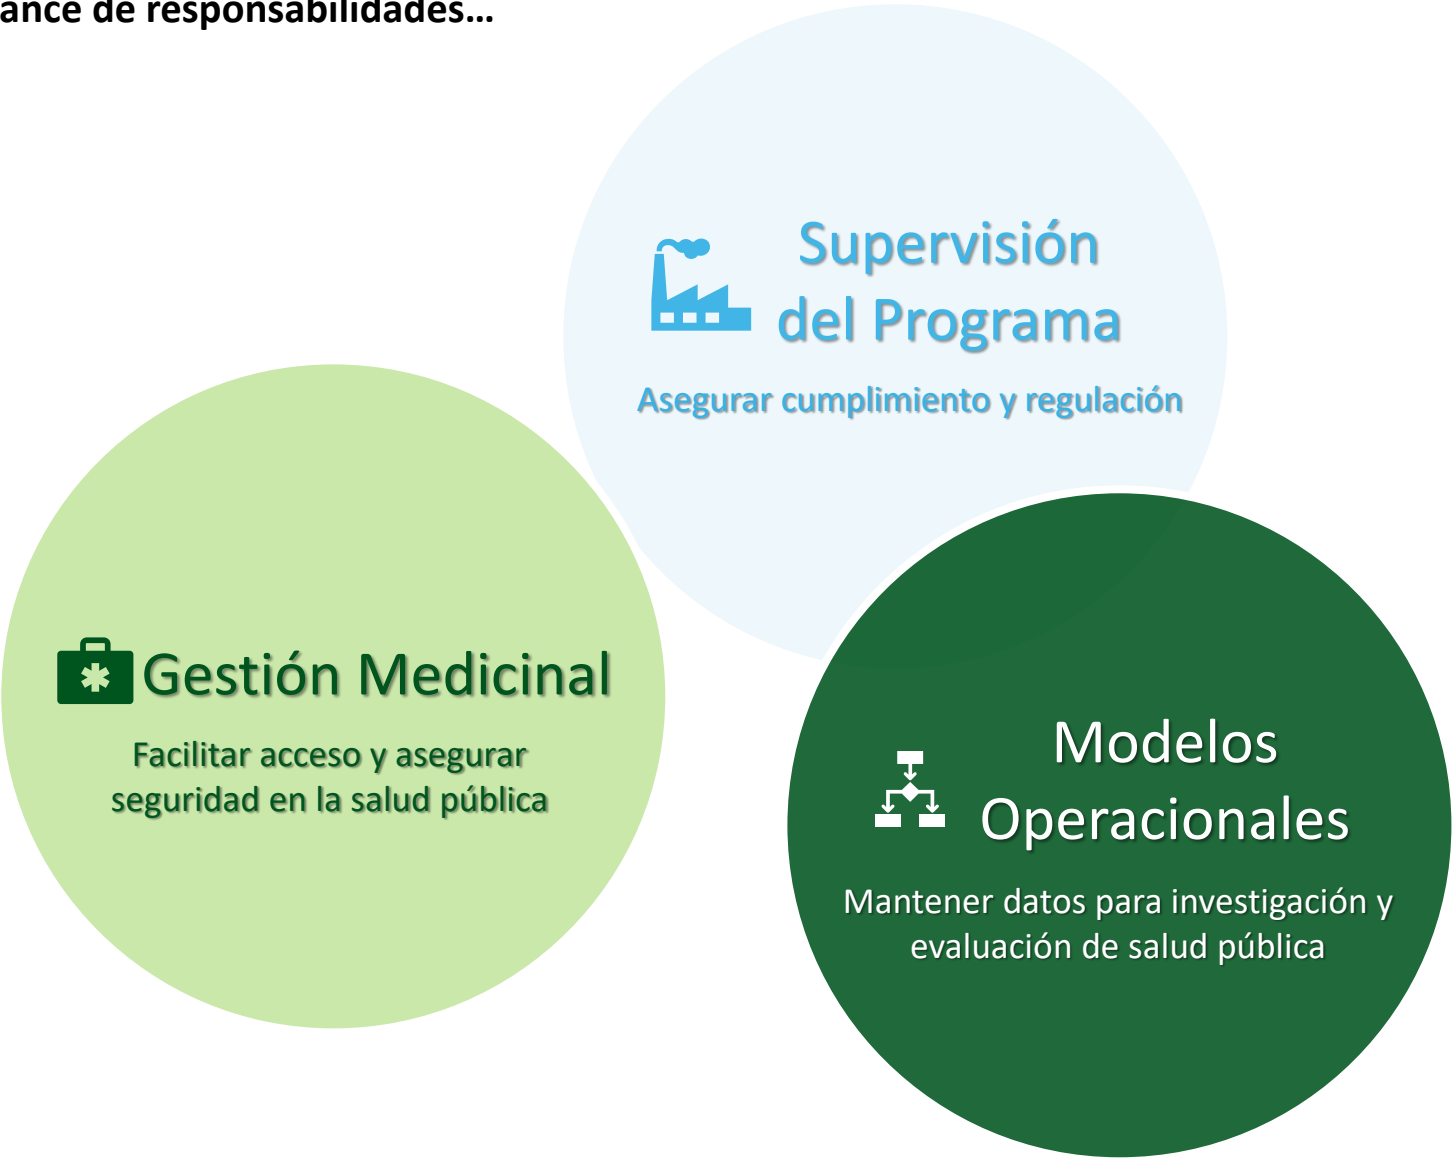 ance de responsabilidades...
Supervisión
del Programa
Asegurar cumplimiento y regulación
Gestión Medicinal
Facilitar acceso y asegurar
seguridad en la salud pública
Modelos
Operacionales
Mantener datos para investigación y
evaluación de salud pública